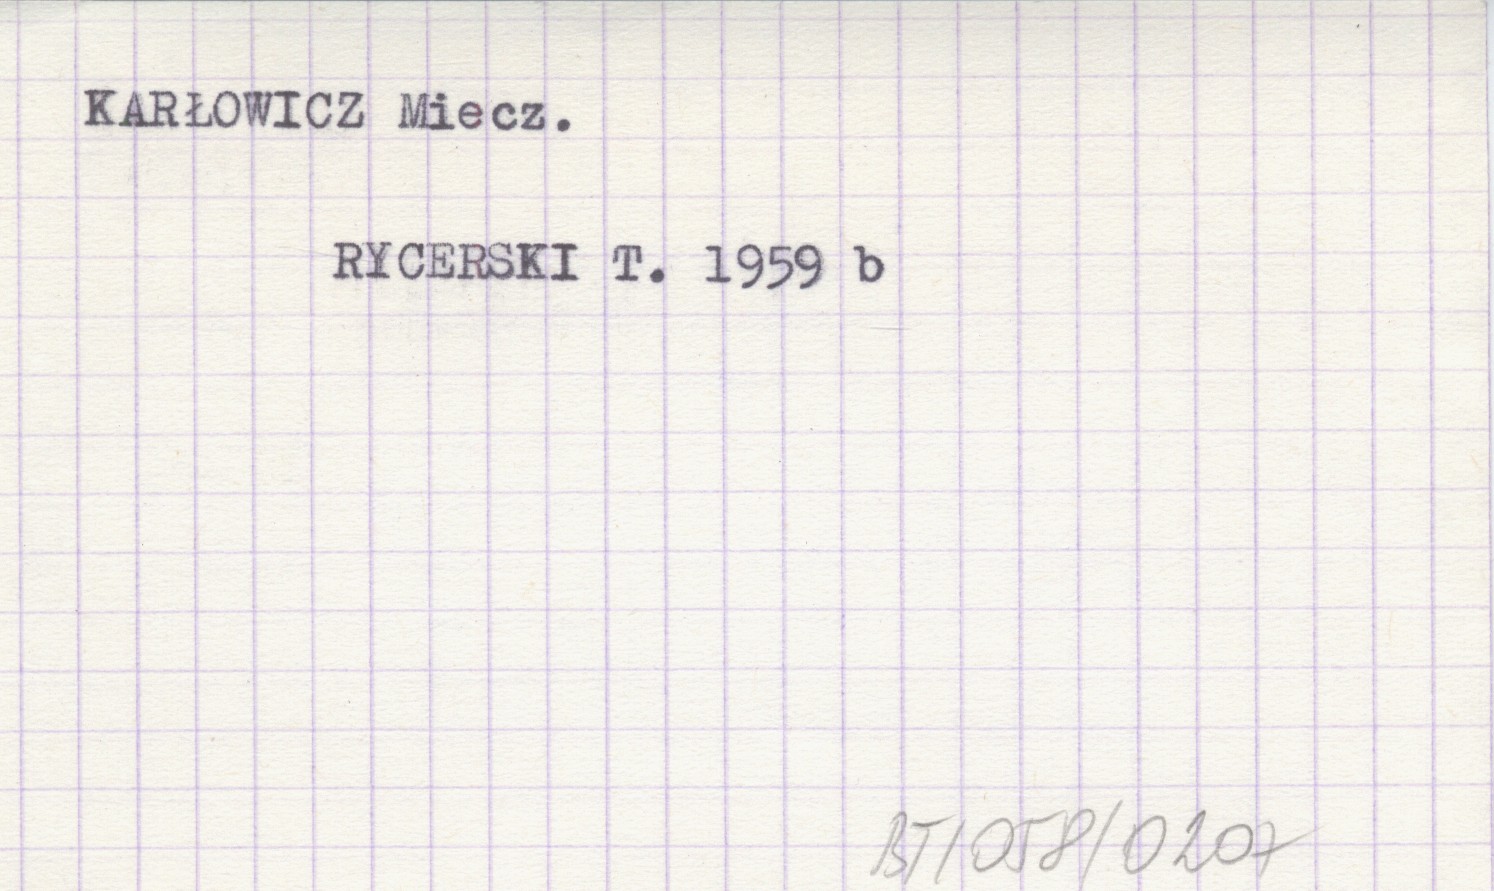 KARŁOWICZ Miecz.
RYCERSKI T. 1959 b
BT/058/0207